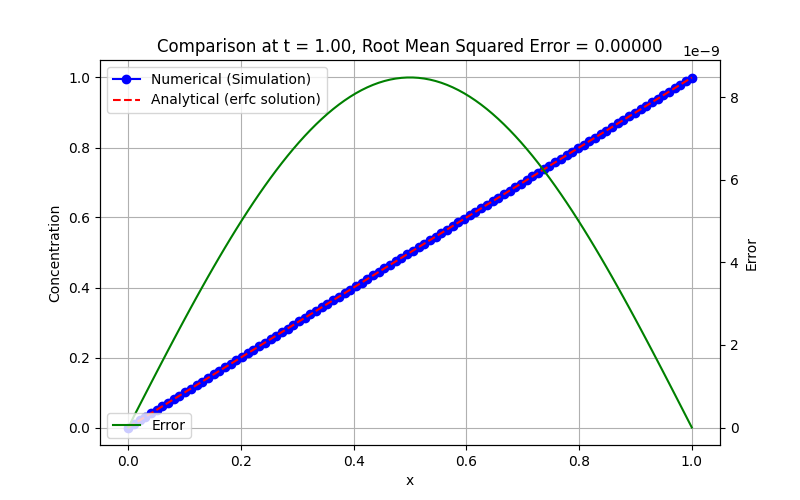 Comparison at t = 1.00, Root Mean Squared Error = 0.00000
1e−9
Numerical (Simulation)
Analytical (erfc solution)
Error
Concentration
1.0
0.8
0.6
0.4
0.2
0.0
8
6
4
2
0
Error
0.0 0.2 0.4 0.6 0.8 1.0
x